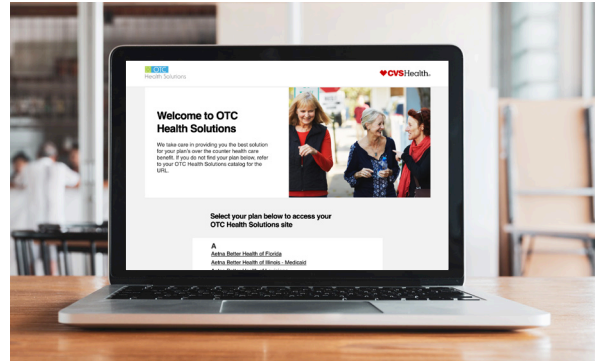 OTC
Health Solutions
CVSHealth.
Welcome to OTC
Health Solutions
We take care in providing you the best solution
for your plan's over the counter health care
benefit. If you do not find your plan below, refer
to your OTC Health Solutions catalog for the
URL.
Select your plan below to access your
OTC Health Solutions site
A
Aetna Better Health of Florida
Aetna Better Health of Illinois - Medicaid